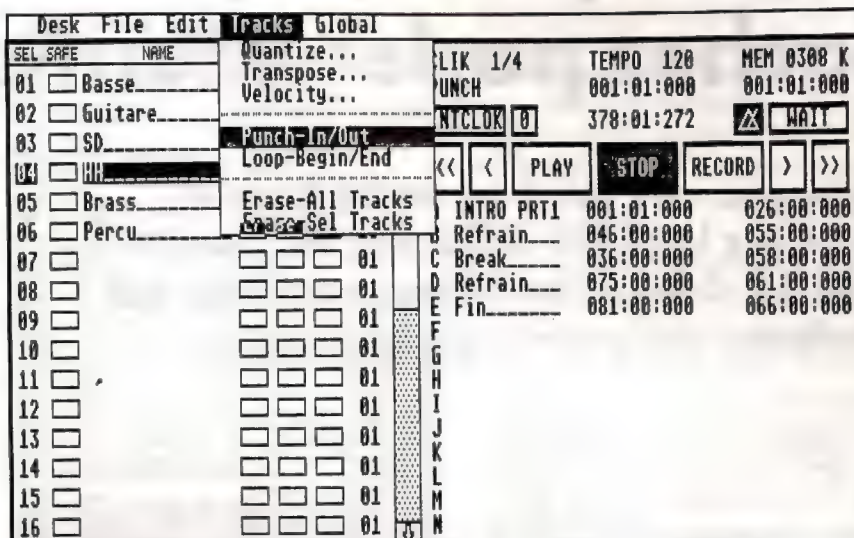 Desk File Edit Tracks Global
SEL SAFE NAME
01 Basse
02 Guitare
03 SD
04 HH
05 Brass
06 Percu
07 01
08 01
09 01
10 01
11 01
12 01
13 01
14 01
15 01
16 01
Quantize...
Transpose...
Velocity...
Punch-In/Out
Loop-Begin/End
Erase-All Tracks
Erase-Sel Tracks
LIK 1/4 TEMPO 120 MEM 0308 K
PUNCH 001:01:000 001:01:000
NTCLOK 0 378:01:272 WAIT
<< < PLAY STOP RECORD > >>
INTRO PRT1 001:01:000 026:00:000
B Refrain 046:00:000 055:00:000
C Break 036:00:000 058:00:000
D Refrain 075:00:000 061:00:000
E Fin 081:00:000 066:00:000
F
G
H
I
J
K
L
M
N